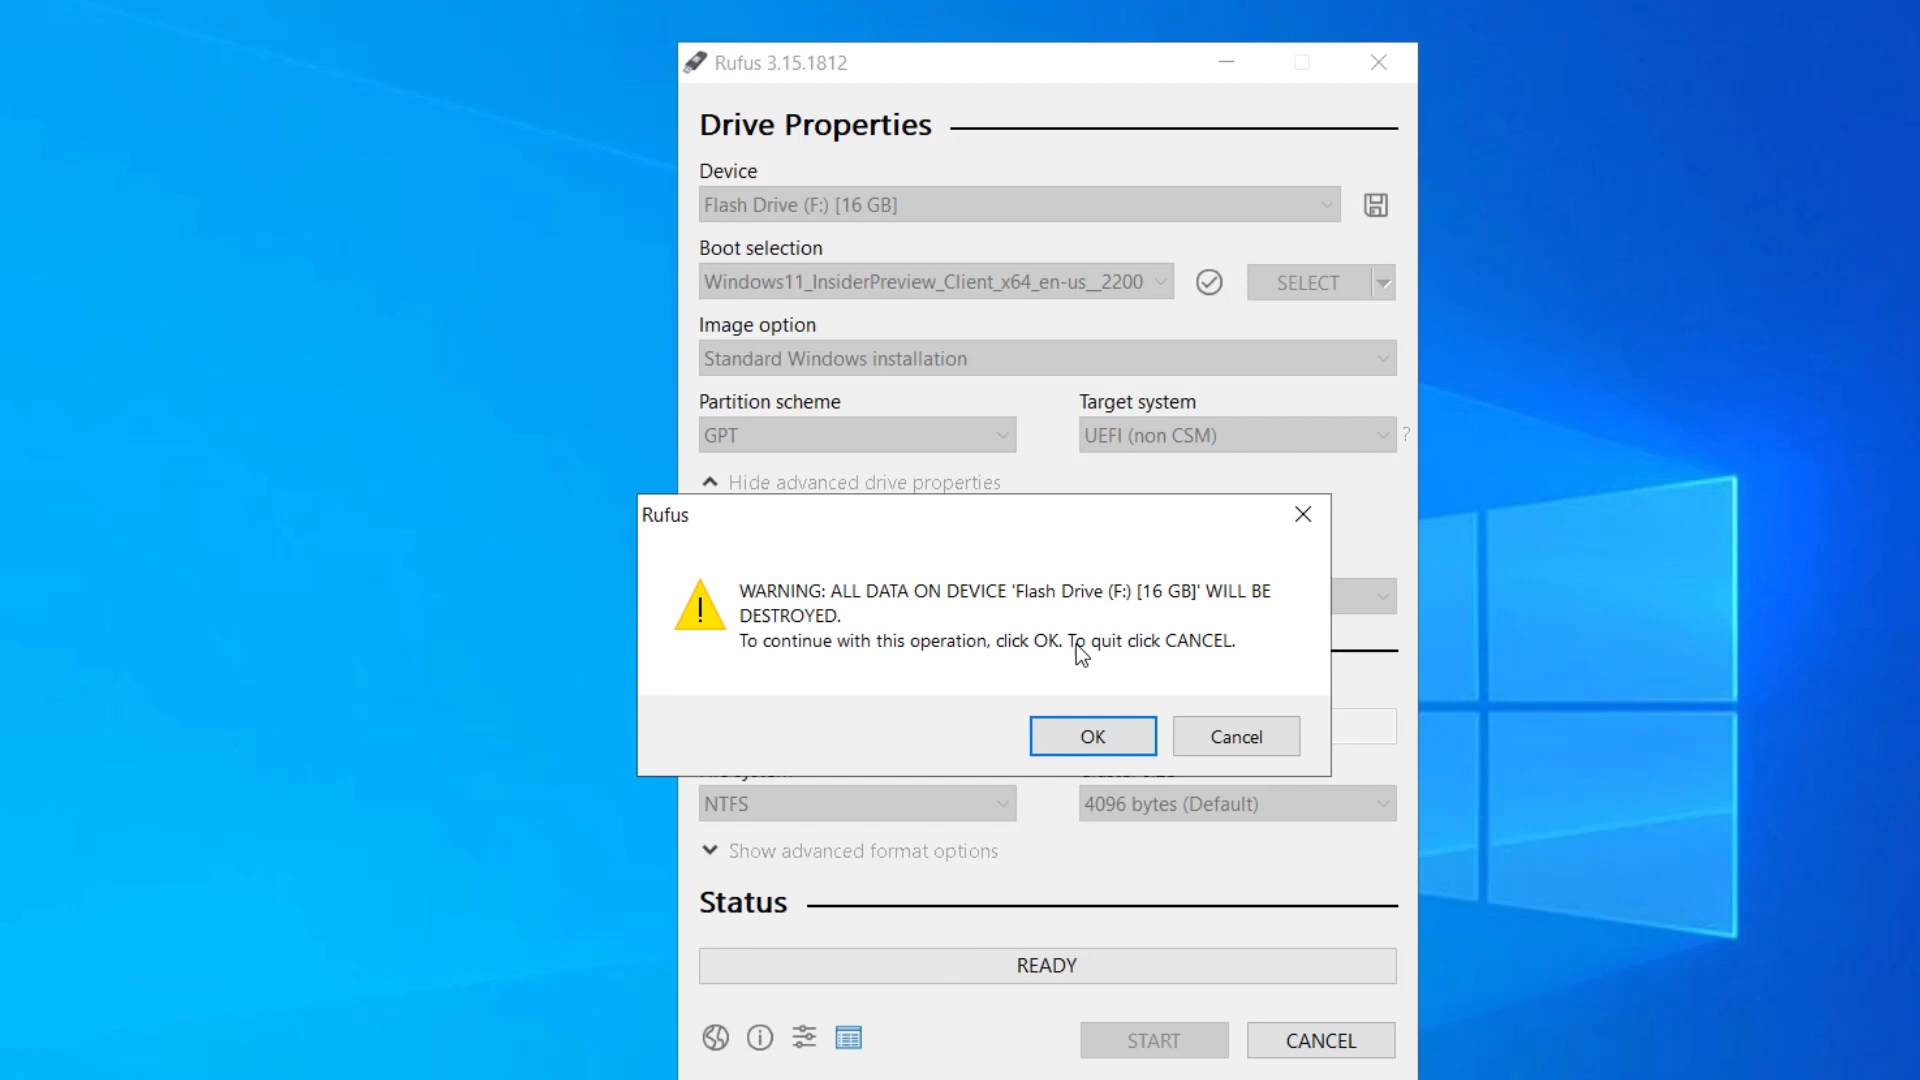 Rufus 3.15.1812
Drive Properties
Device
Flash Drive (F:) [16 GB]
Boot selection
Windows11_InsiderPreview_Client_x64_en-us__2200
SELECT
Image option
Standard Windows installation
Partition scheme
Target system
GPT
UEFI (non CSM)
?
Hide advanced drive properties
Rufus
WARNING: ALL DATA ON DEVICE 'Flash Drive (F:) [16 GB]' WILL BE
DESTROYED.
To continue with this operation, click OK. To quit click CANCEL.
OK
Cancel
NTFS
4096 bytes (Default)
Show advanced format options
Status
READY
START
CANCEL